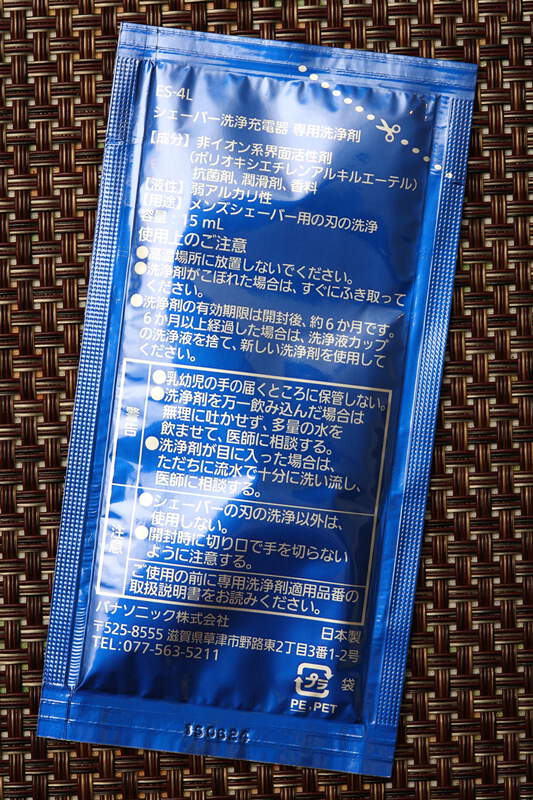 ES-4L
シェーバー洗浄充電器 専用洗浄剤
【成分】非イオン系界面活性剤
（ポリオキシエチレンアルキルエーテル）
抗菌剤、潤滑剤、香料
【液性】弱アルカリ性
【用途】メンズシェーバー用の刃の洗浄
容量：15 mL
使用上のご注意
●高温場所に放置しないでください。
●洗浄剤がこぼれた場合は、すぐにふき取って
ください。
●洗浄剤の有効期限は開封後、約6か月です。
6か月以上経過した場合は、洗浄液カップ
の洗浄液を捨て、新しい洗浄剤を使用して
ください。
警告
●乳幼児の手の届くところに保管しない。
●洗浄剤を万一飲み込んだ場合は
無理に吐かせず、多量の水を
飲ませて、医師に相談する。
●洗浄剤が目に入った場合は、
ただちに流水で十分に洗い流し、
医師に相談する。
注意
●シェーバーの刃の洗浄以外は、
使用しない。
●開封時に切り口で手を切らない
ように注意する。
ご使用の前に専用洗浄剤適用品番の
取扱説明書をお読みください。
パナソニック株式会社 日本製
〒525-8555 滋賀県草津市野路東2丁目3番1-2号
TEL:077-563-5211
プラ 袋
PE,PET